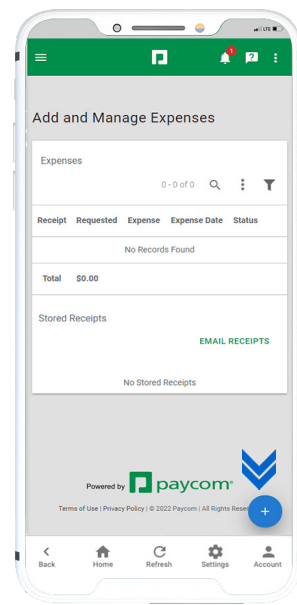 LTE
1
?
Add and Manage Expenses
Expenses
0 - 0 of 0
Receipt Requested Expense Expense Date Status
No Records Found
Total $0.00
Stored Receipts
EMAIL RECEIPTS
No Stored Receipts
Powered by paycom
Terms of Use | Privacy Policy | © 2022 Paycom | All Rights
+
Back Home Refresh Settings Account